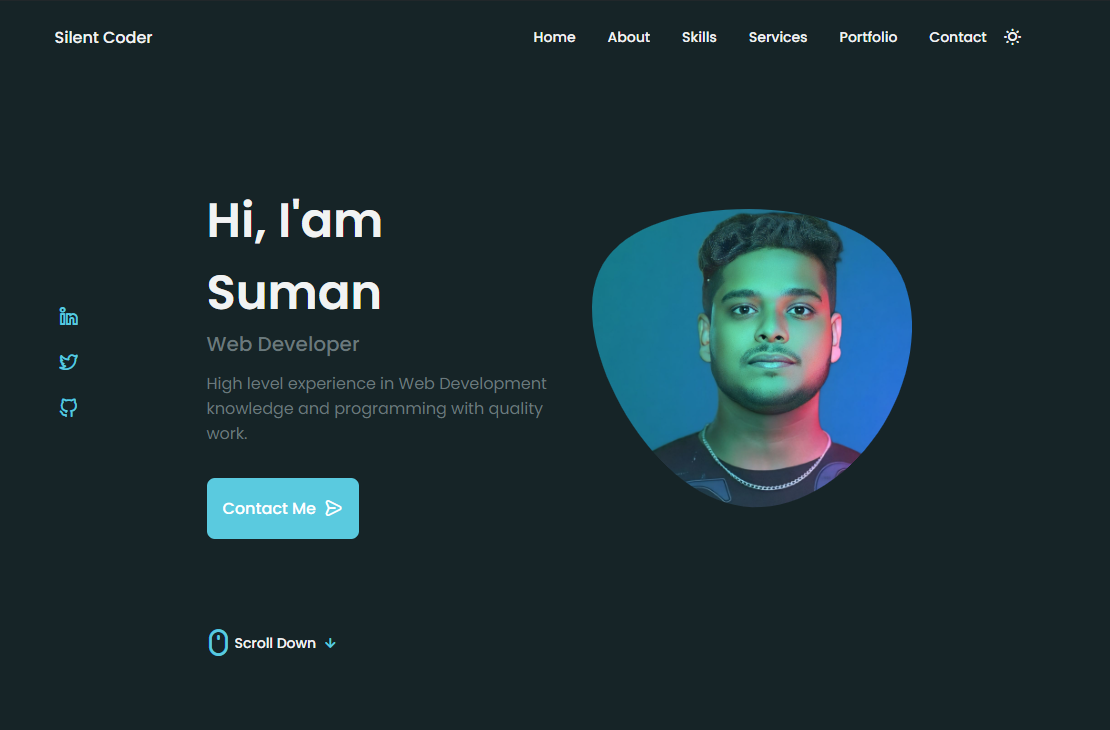 Silent Coder
Home About Skills Services Portfolio Contact
Hi, I'am
Suman
Web Developer
High level experience in Web Development
knowledge and programming with quality
work.
Contact Me
Scroll Down